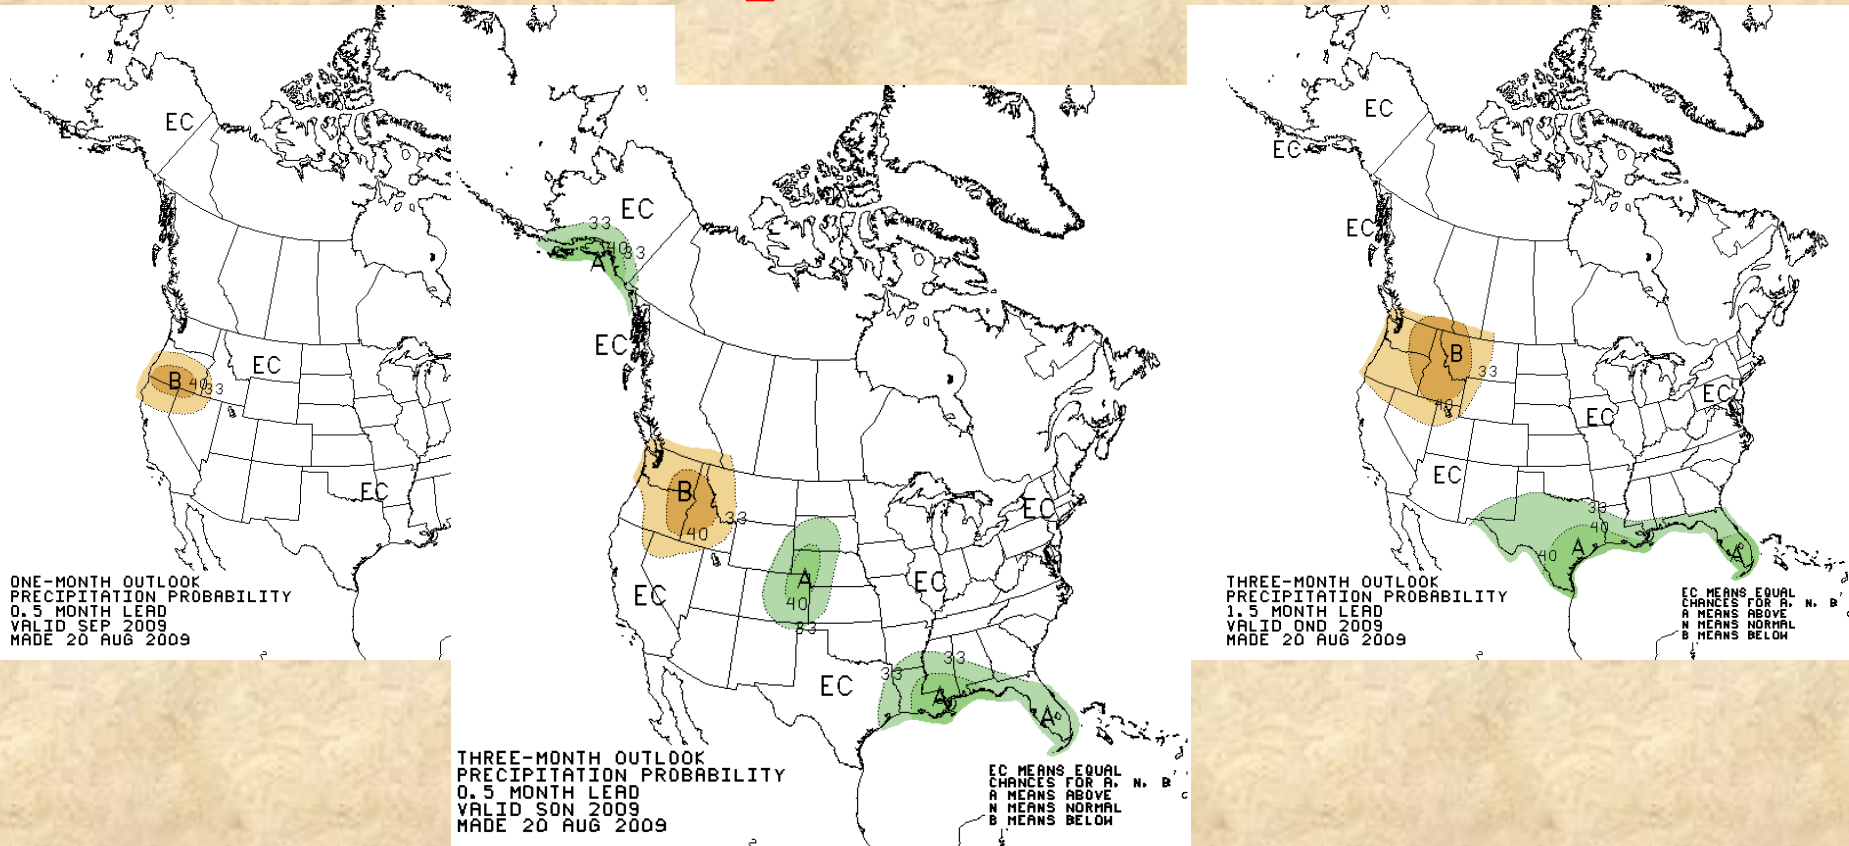 EC
EC
EC
B 40 33
EC
ONE-MONTH OUTLOOK
PRECIPITATION PROBABILITY
0.5 MONTH LEAD
VALID SEP 2009
MADE 20 AUG 2009
EC
33
40 33
A
EC
B
33
40
EC
A
40
33
EC
EC
EC
33
33
A
A
THREE-MONTH OUTLOOK
PRECIPITATION PROBABILITY
0.5 MONTH LEAD
VALID SON 2009
MADE 20 AUG 2009
EC MEANS EQUAL
CHANCES FOR A, N, B
A MEANS ABOVE
N MEANS NORMAL
B MEANS BELOW
EC
EC
EC
B
33
40
EC
EC
EC
33
40
40
A
A
THREE-MONTH OUTLOOK
PRECIPITATION PROBABILITY
1.5 MONTH LEAD
VALID OND 2009
MADE 20 AUG 2009
EC MEANS EQUAL
CHANCES FOR A, N, B
A MEANS ABOVE
N MEANS NORMAL
B MEANS BELOW